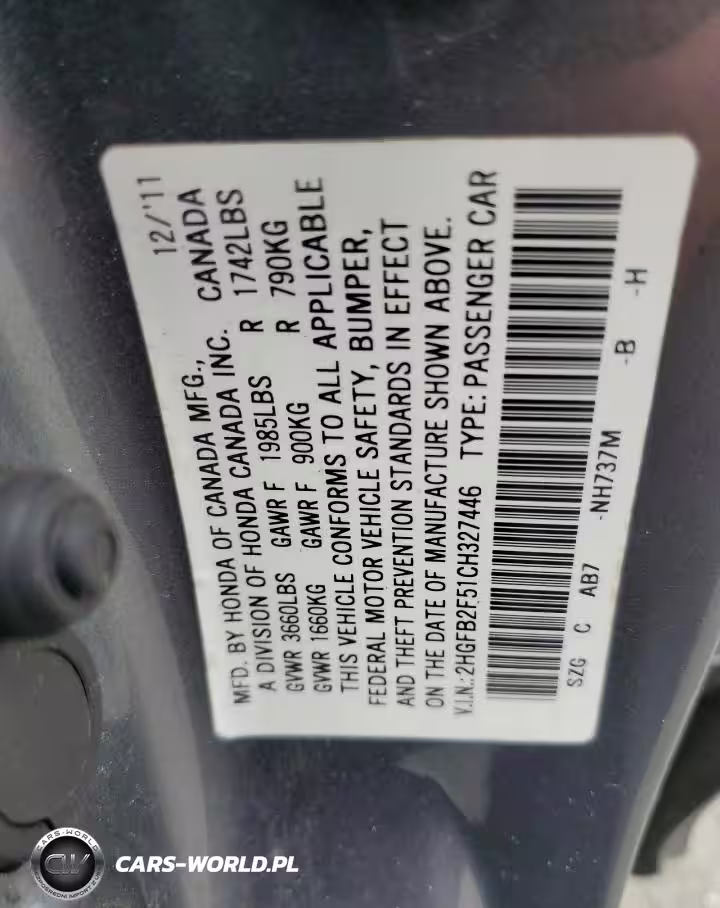 12/'11
MFD. BY HONDA OF CANADA MFG.,
A DIVISION OF HONDA CANADA INC. CANADA
GVWR 3660LBS GAWR F 1985LBS R 1742LBS
GVWR 1660KG GAWR F 900KG R 790KG
THIS VEHICLE CONFORMS TO ALL APPLICABLE
FEDERAL MOTOR VEHICLE SAFETY, BUMPER,
AND THEFT PREVENTION STANDARDS IN EFFECT
ON THE DATE OF MANUFACTURE SHOWN ABOVE.
V.I.N.: 2HGFB2F51CH327446 TYPE: PASSENGER CAR
SZG C AB7 -NH737M -B -H
CARS-WORLD
CW
CARS-WORLD.PL